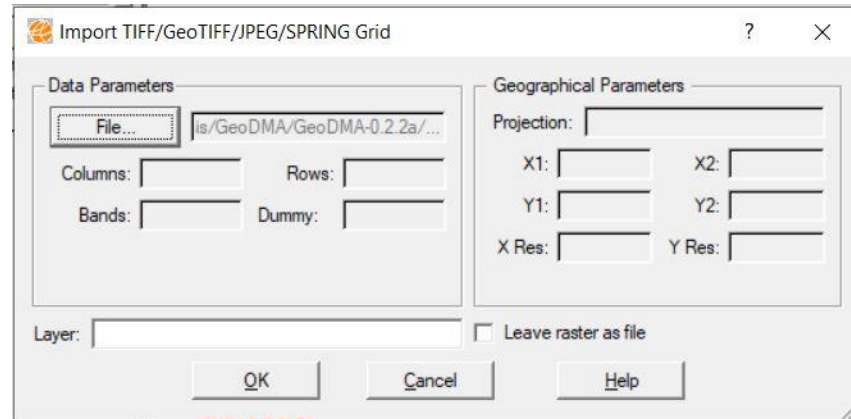 Import TIFF/GeoTIFF/JPEG/SPRING Grid ?
Data Parameters
File... is/GeoDMA/GeoDMA-0.2.2a/...
Columns: Rows:
Bands: Dummy:
Geographical Parameters
Projection:
X1: X2:
Y1: Y2:
X Res: Y Res:
Layer: Leave raster as file
OK Cancel Help